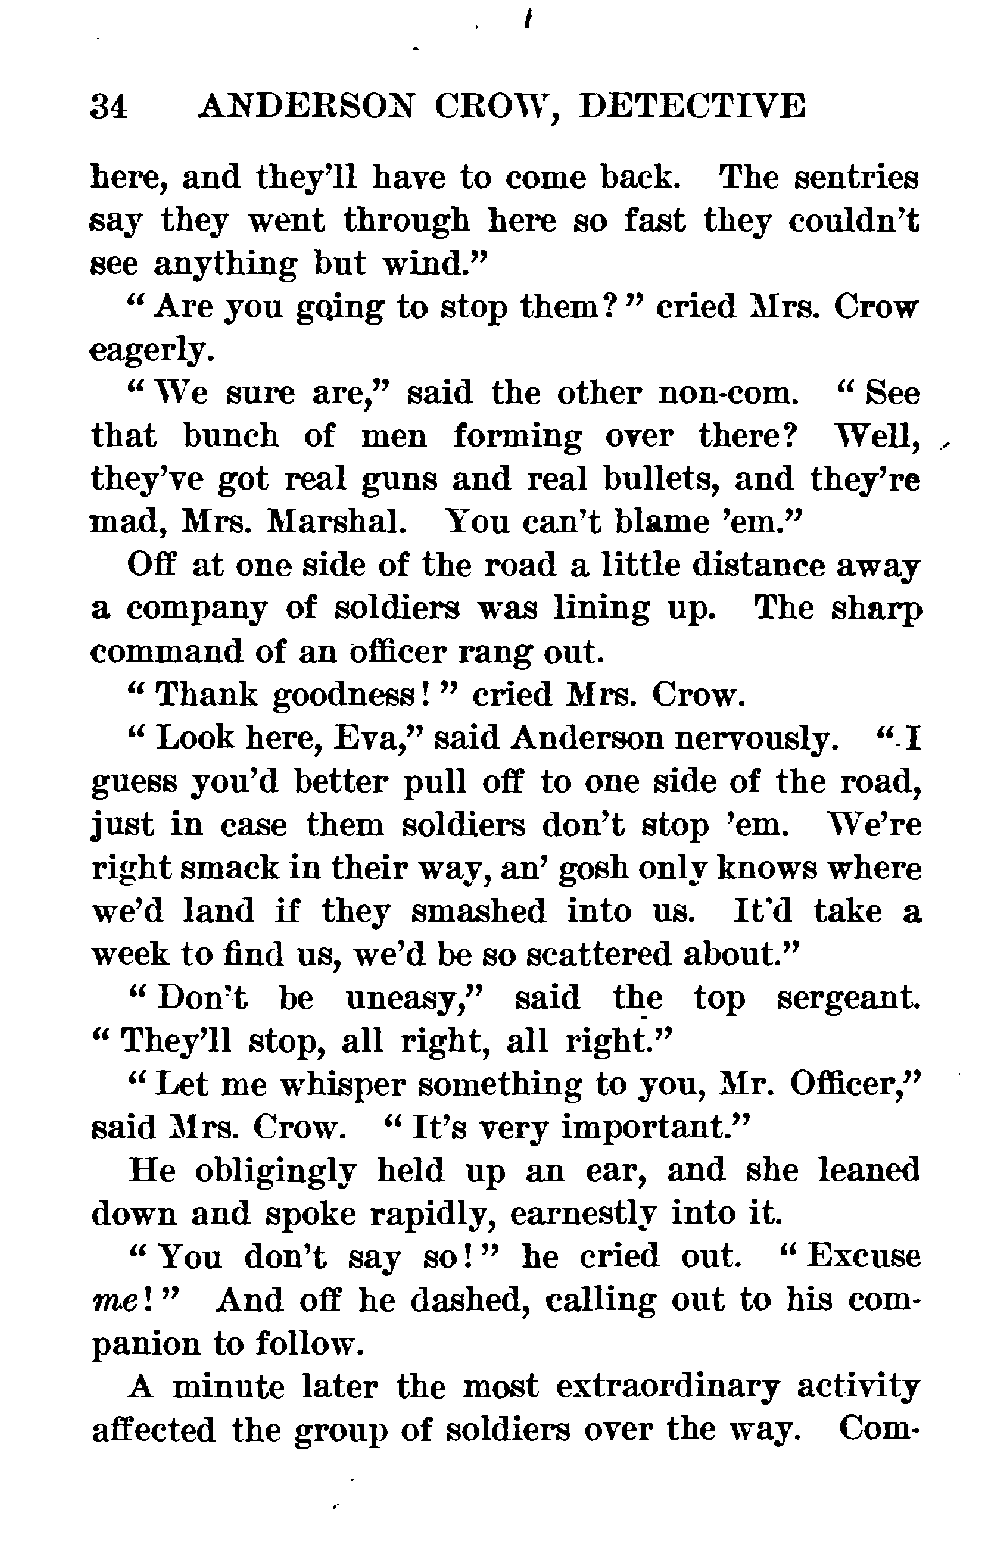 34 ANDERSON CROW, DETECTIVE
here, and they'll have to come back. The sentries
say they went through here so fast they couldn't
see anything but wind."
"Are you going to stop them?" cried Mrs. Crow
eagerly.
"We sure are," said the other non-com. "See
that bunch of men forming over there? Well,
they've got real guns and real bullets, and they're
mad, Mrs. Marshal. You can't blame 'em."
Off at one side of the road a little distance away
a company of soldiers was lining up. The sharp
command of an officer rang out.
"Thank goodness!" cried Mrs. Crow.
"Look here, Eva," said Anderson nervously. "I
guess you'd better pull off to one side of the road,
just in case them soldiers don't stop 'em. We're
right smack in their way, an' gosh only knows where
we'd land if they smashed into us. It'd take a
week to find us, we'd be so scattered about."
"Don't be uneasy," said the top sergeant.
"They'll stop, all right, all right."
"Let me whisper something to you, Mr. Officer,"
said Mrs. Crow. "It's very important."
He obligingly held up an ear, and she leaned
down and spoke rapidly, earnestly into it.
"You don't say so!" he cried out. "Excuse
me!" And off he dashed, calling out to his com-
panion to follow.
A minute later the most extraordinary activity
affected the group of soldiers over the way. Com-